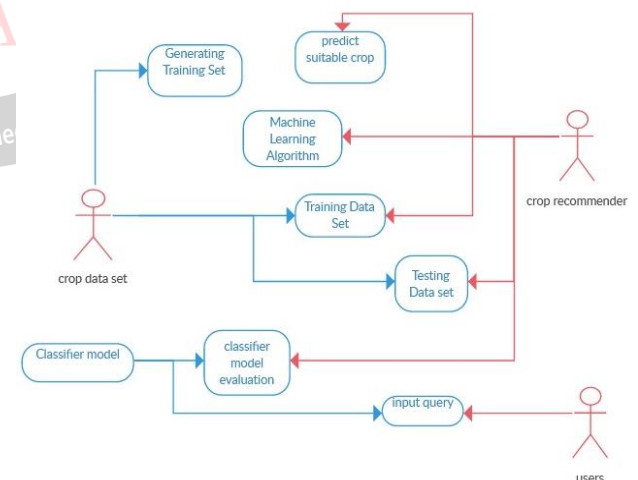 Generating
Training Set
predict
suitable crop
Machine
Learning
Algorithm
crop recommender
Training Data
Set
crop data set
Testing
Data set
Classifier model
classifier
model
evaluation
input query
users